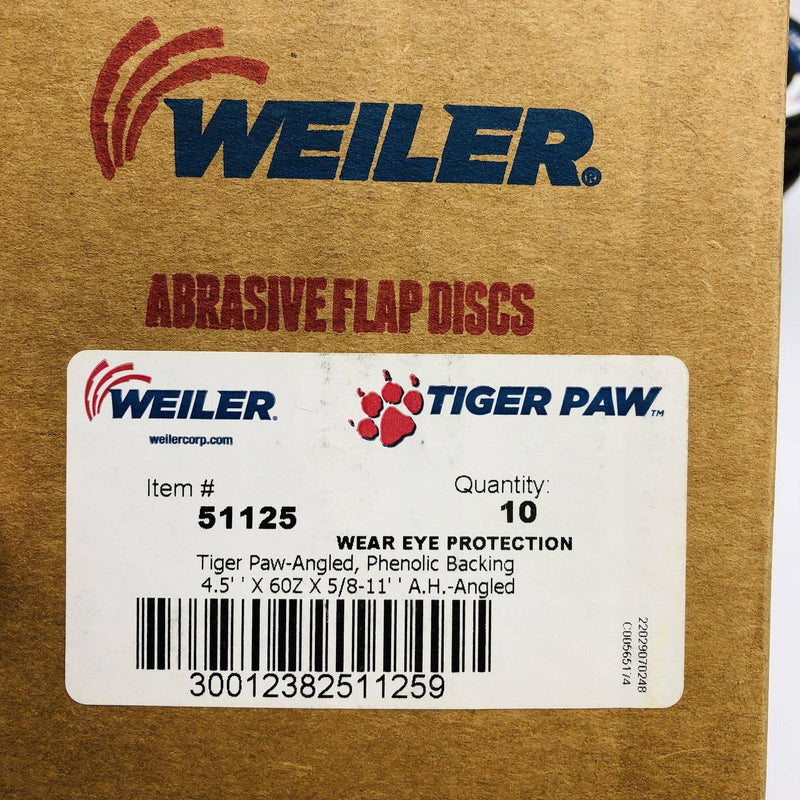 WEILER®
ABRASIVE FLAP DISCS
WEILER®
weilercorp.com
TIGER PAW™
Item #
51125
Quantity:
10
WEAR EYE PROTECTION
Tiger Paw-Angled, Phenolic Backing
4.5'' X 60Z X 5/8-11'' A.H.-Angled
30012382511259
22029070248
C00565174